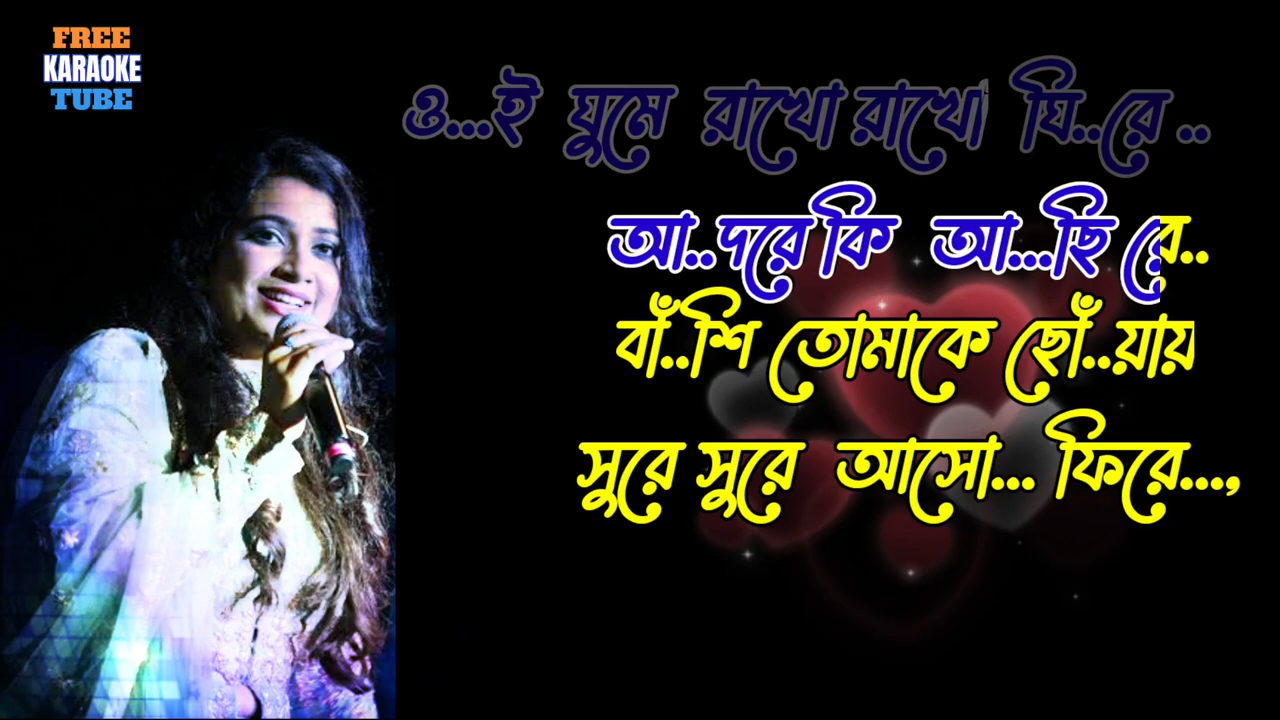 FREE
KARAOKE
TUBE
ও...ই ঘুমে রাখো রাখো ঘি..রে ..
আ..দরে কি আ...ছি রে..
বাঁ..শি তোমাকে ছোঁ..য়ায়
সুরে সুরে আসো... ফিরে...,